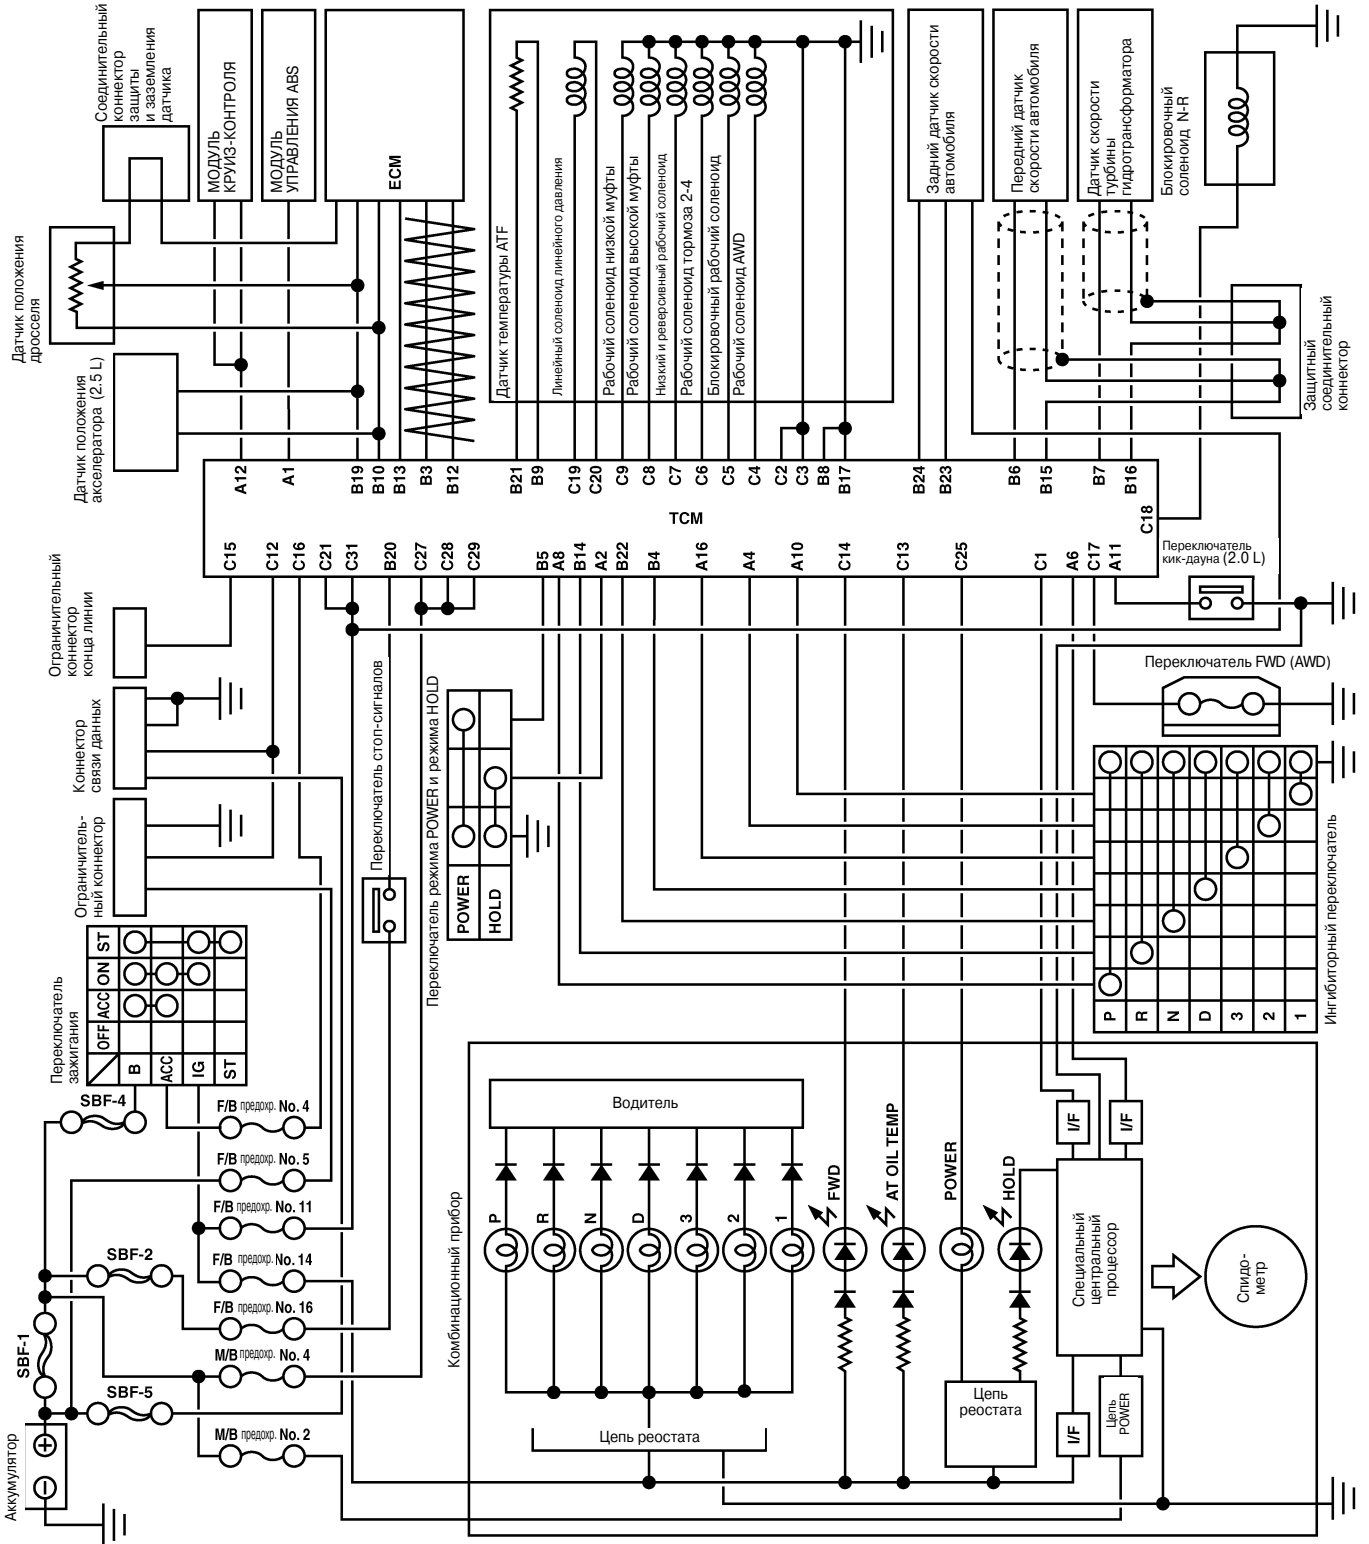 Соединительный
коннектор
защиты
и заземления
датчика
МОДУЛЬ
КРУИЗ-КОНТРОЛЯ
МОДУЛЬ
УПРАВЛЕНИЯ ABS
ECM
Датчик положения
дросселя
Датчик положения
акселератора (2.5 L)
Датчик температуры ATF
Линейный соленоид линейного давления
Рабочий соленоид низкой муфты
Рабочий соленоид высокой муфты
Низкий и реверсивный рабочий соленоид
Рабочий соленоид тормоза 2-4
Блокировочный рабочий соленоид
Рабочий соленоид AWD
Задний датчик скорости
автомобиля
Передний датчик
скорости автомобиля
Датчик скорости
турбины
гидротрансформатора
Блокировочный
соленоид N-R
Защитный
соединительный
коннектор
A12
A1
B19
B10
B13
B3
B12
B21
B9
C19
C20
C9
C8
C7
C6
C5
C4
C2
C3
B8
B17
B24
B23
B6
B15
B7
B16
TCM
C18
C15
C12
C16
C21
C31
B20
C27
C28
C29
B5
A8
B14
A2
B22
B4
A16
A4
A10
C14
C13
C25
C1
A6
C17
A11
Переключатель
кик-дауна (2.0 L)
Переключатель FWD (AWD)
Ограничительный
коннектор
конца линии
Коннектор
связи данных
Ограничитель-
ный коннектор
Переключатель стоп-сигналов
Переключатель режима POWER и режима HOLD
POWER
HOLD
Переключатель
зажигания
OFF
ACC
ON
ST
B
ACC
IG
ST
SBF-4
F/B предохр. No. 4
F/B предохр. No. 5
F/B предохр. No. 11
SBF-2
F/B предохр. No. 14
F/B предохр. No. 16
SBF-1
M/B предохр. No. 4
SBF-5
M/B предохр. No. 2
Аккумулятор
Ингибиторный переключатель
P
R
N
D
3
2
1
Комбинационный прибор
Водитель
P
R
N
D
3
2
1
FWD
AT OIL TEMP
POWER
HOLD
Цепь реостата
Цепь
реостата
I/F
I/F
I/F
Специальный
центральный
процессор
Цепь
POWER
Спидо-
метр